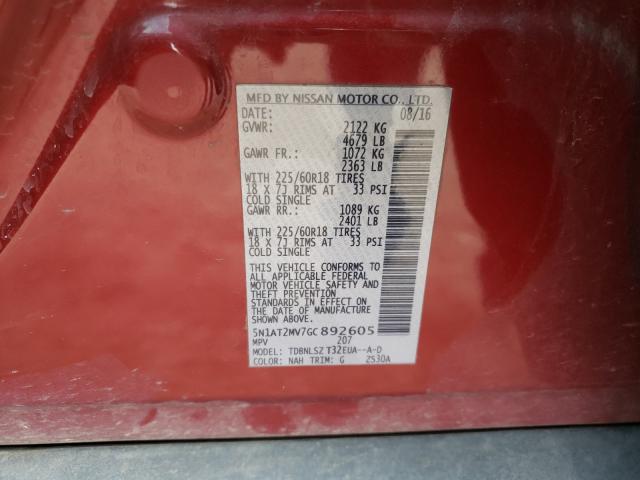 MFD BY NISSAN MOTOR CO., LTD.
DATE: 08/16
GVWR: 2122 KG
4679 LB
GAWR FR.: 1072 KG
2363 LB
WITH 225/60R18 TIRES
18 X 7J RIMS AT 33 PSI
COLD SINGLE
GAWR RR.: 1089 KG
2401 LB
WITH 225/60R18 TIRES
18 X 7J RIMS AT 33 PSI
COLD SINGLE
THIS VEHICLE CONFORMS TO
ALL APPLICABLE FEDERAL
MOTOR VEHICLE SAFETY AND
THEFT PREVENTION
STANDARDS IN EFFECT ON
THE DATE OF MANUFACTURE
SHOWN ABOVE.
5N1AT2MV7GC892605
MPV 207
MODEL: TDBNLSZ T32EUA--A-D
COLOR: NAH TRIM: G 2530A